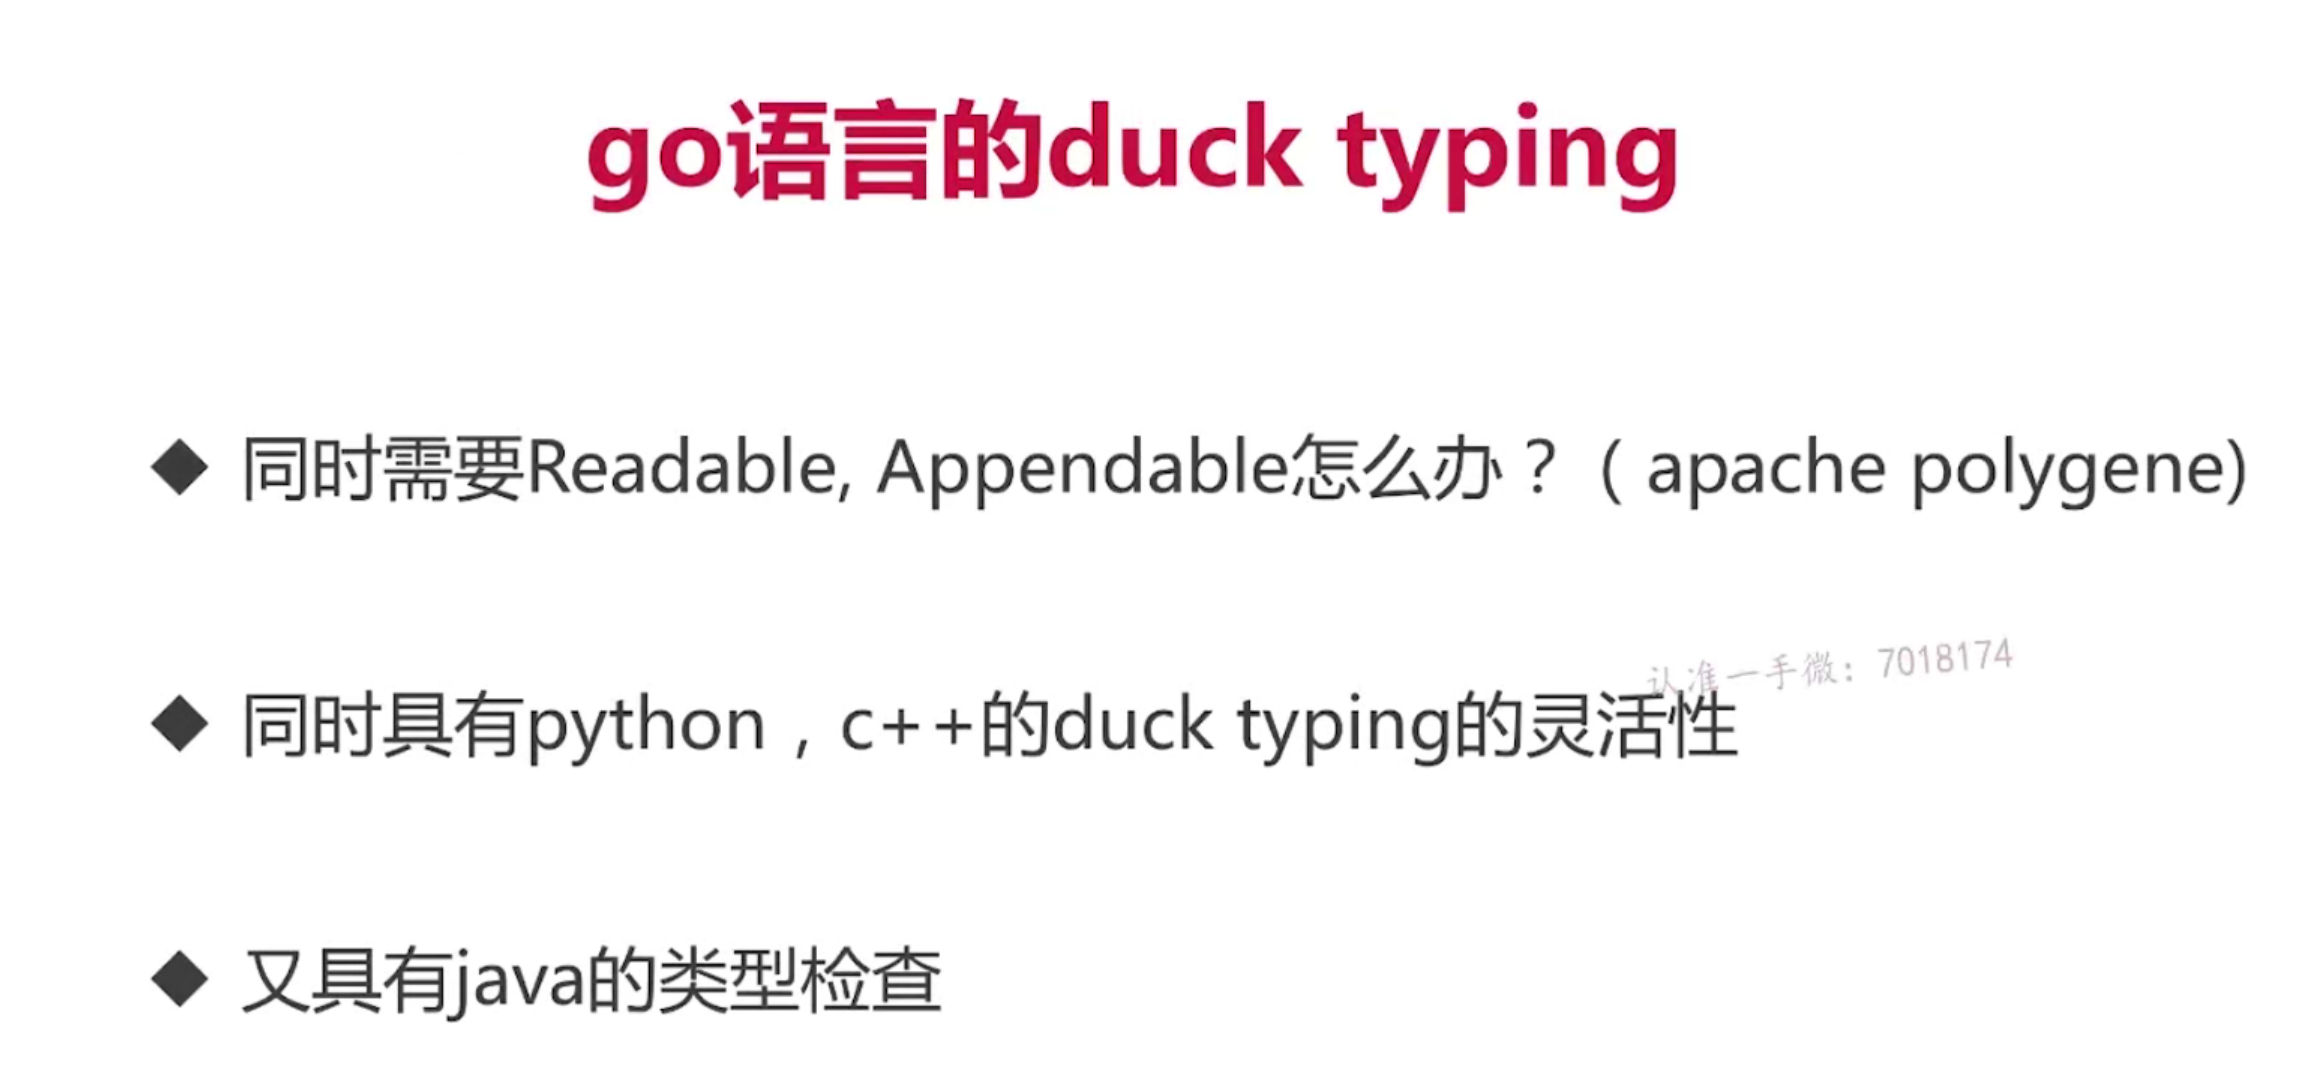 go语言的duck typing
◆ 同时需要Readable, Appendable怎么办？（ apache polygene)
认准一手微：7018174
◆ 同时具有python，c++的duck typing的灵活性
◆ 又具有java的类型检查